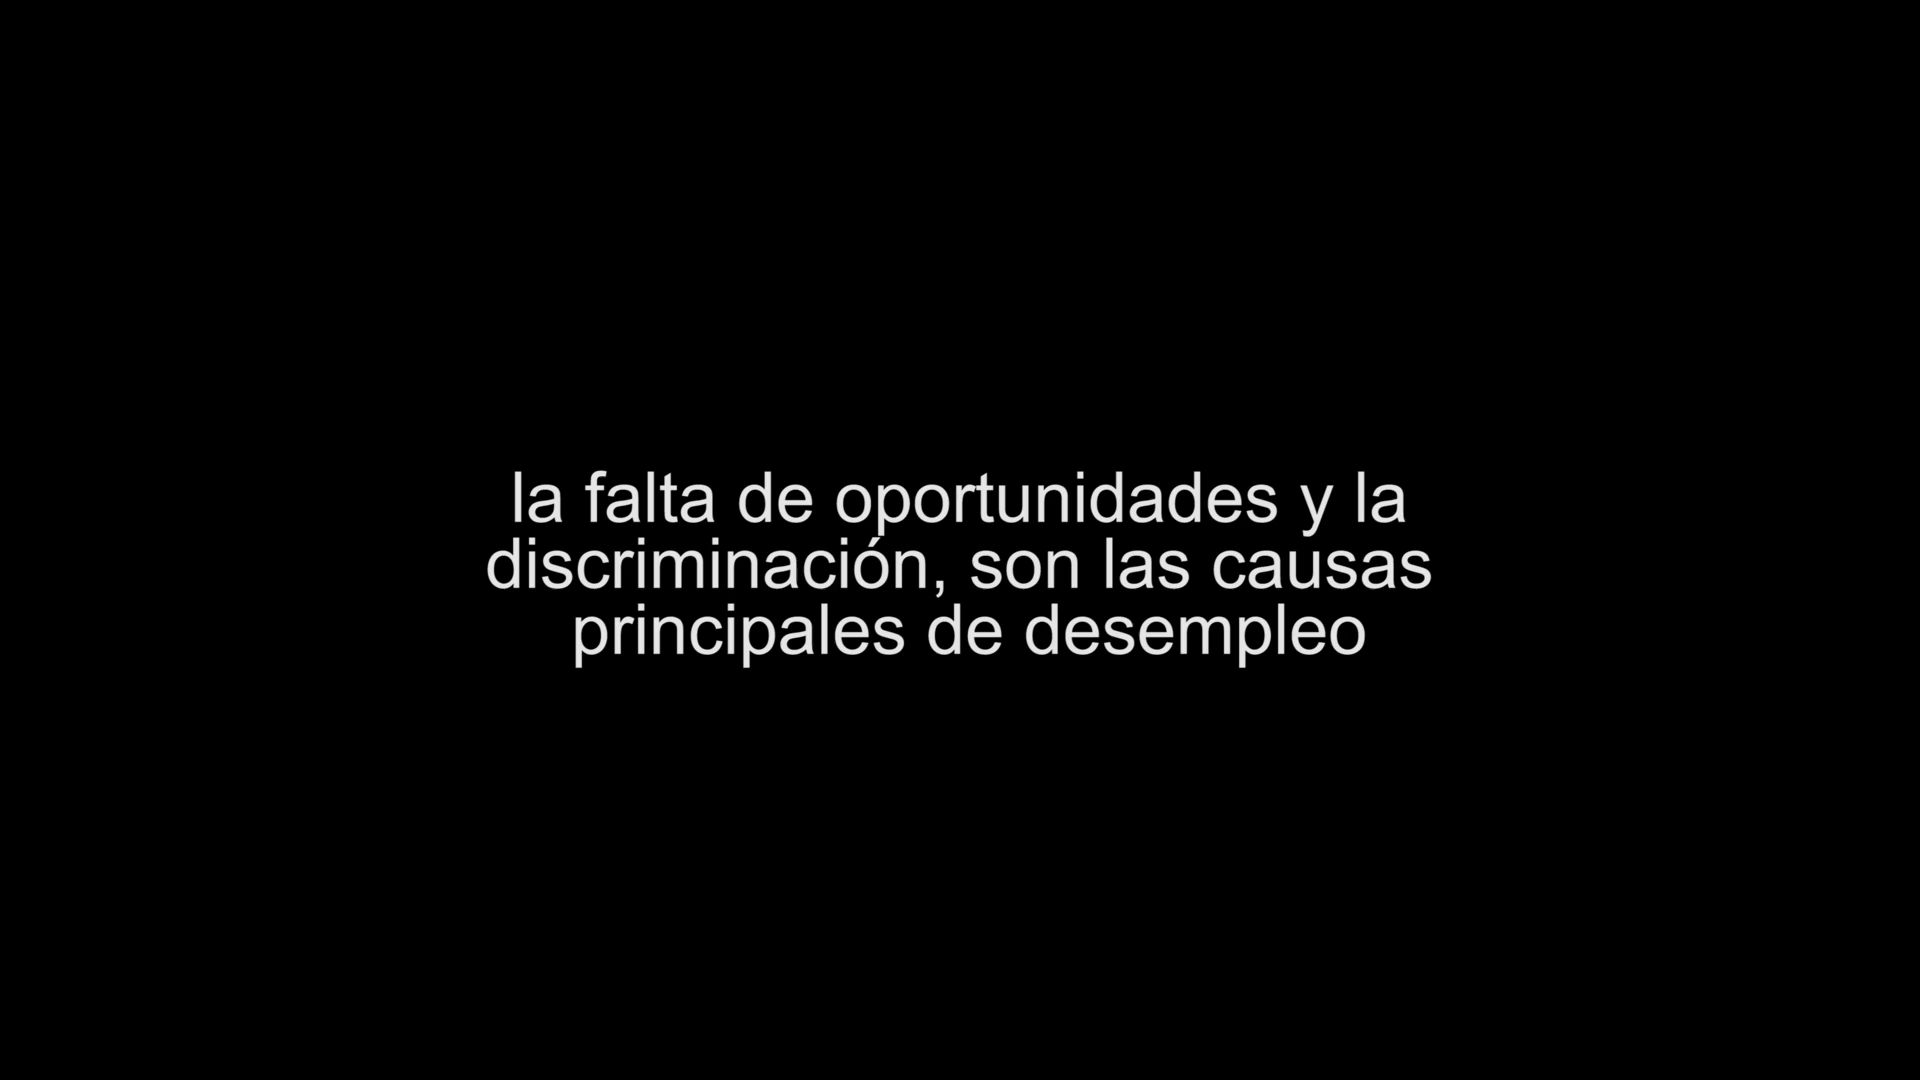 la falta de oportunidades y la
discriminación, son las causas
principales de desempleo